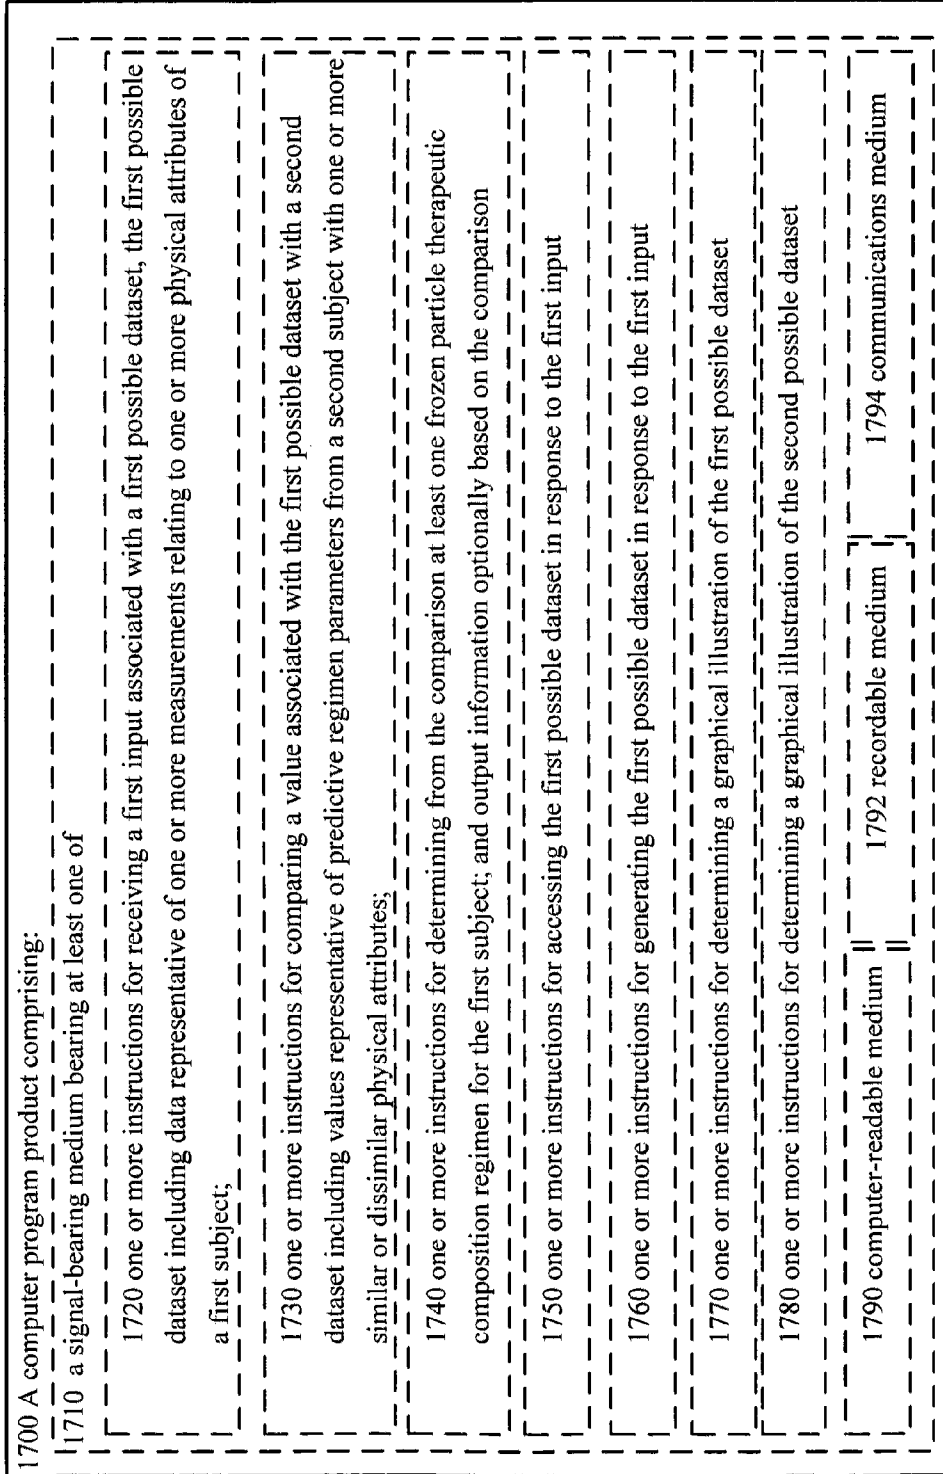 1700 A computer program product comprising:
1710 a signal-bearing medium bearing at least one of
1720 one or more instructions for receiving a first input associated with a first possible dataset, the first possible
dataset including data representative of one or more measurements relating to one or more physical attributes of
a first subject;
1730 one or more instructions for comparing a value associated with the first possible dataset with a second
dataset including values representative of predictive regimen parameters from a second subject with one or more
similar or dissimilar physical attributes;
1740 one or more instructions for determining from the comparison at least one frozen particle therapeutic
composition regimen for the first subject; and output information optionally based on the comparison
1750 one or more instructions for accessing the first possible dataset in response to the first input
1760 one or more instructions for generating the first possible dataset in response to the first input
1770 one or more instructions for determining a graphical illustration of the first possible dataset
1780 one or more instructions for determining a graphical illustration of the second possible dataset
1790 computer-readable medium
1792 recordable medium
1794 communications medium